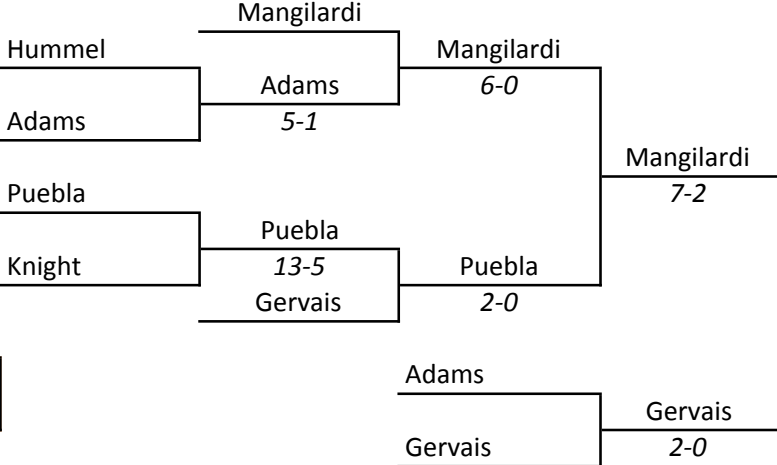 Mangilardi
Hummel
Mangilardi
Adams
6-0
Adams
5-1
Mangilardi
Puebla
7-2
Puebla
Knight
13-5
Puebla
Gervais
2-0
Adams
Gervais
Gervais
2-0